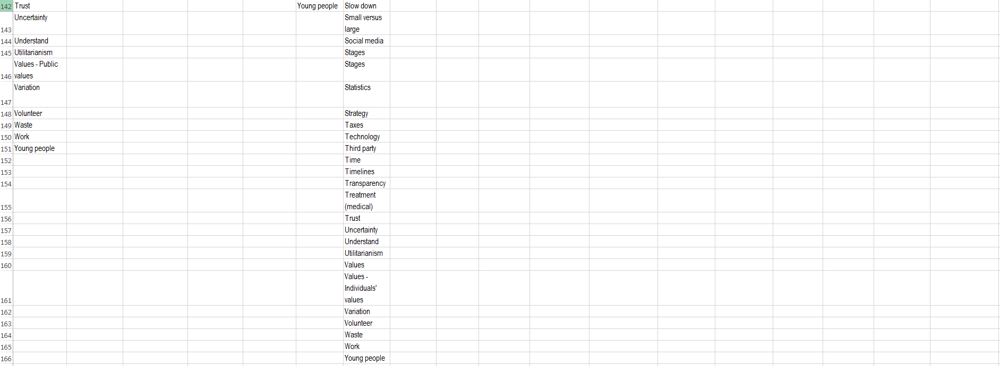 142 Trust Young people Slow down
Uncertainty Small versus
143 large
144 Understand Social media
145 Utilitarianism Stages
Values - Public Stages
146 values
Variation Statistics
147
148 Volunteer Strategy
149 Waste Taxes
150 Work Technology
151 Young people Third party
152 Time
153 Timelines
154 Transparency
Treatment
155 (medical)
156 Trust
157 Uncertainty
158 Understand
159 Utilitarianism
160 Values
Values -
Individuals'
161 values
162 Variation
163 Volunteer
164 Waste
165 Work
166 Young people